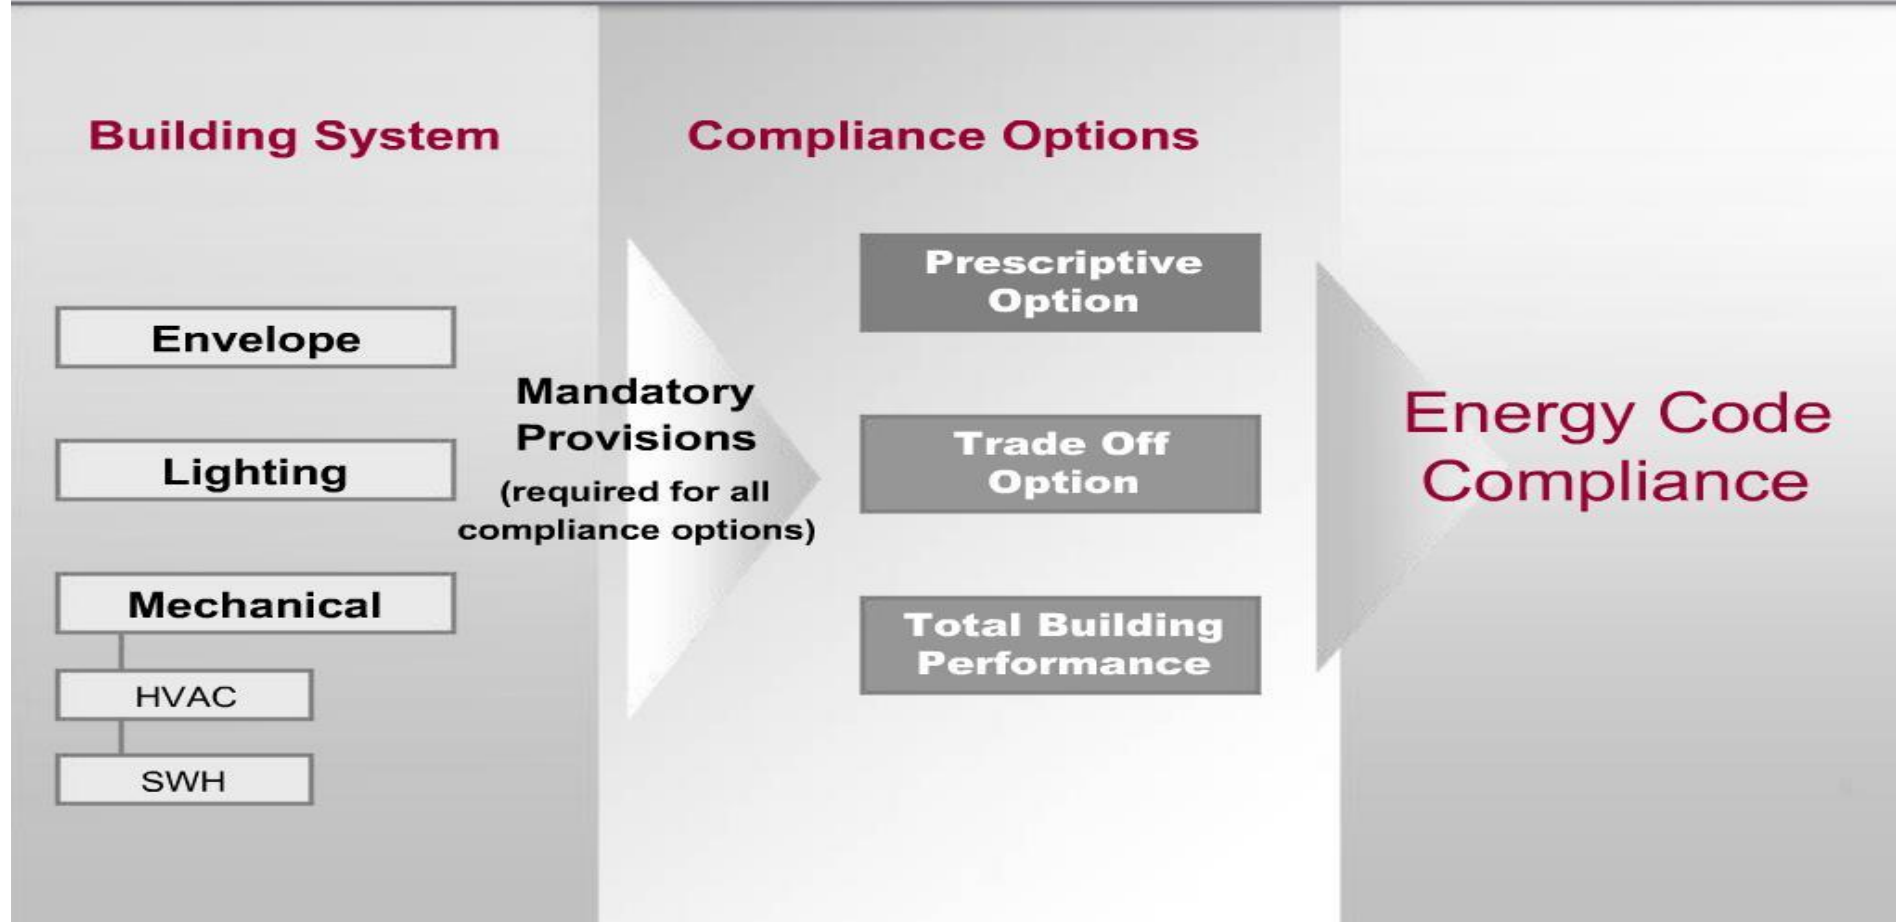 Building System
Envelope
Lighting
Mechanical
HVAC
SWH
Mandatory
Provisions
(required for all
compliance options)
Compliance Options
Prescriptive
Option
Trade Off
Option
Total Building
Performance
Energy Code
Compliance